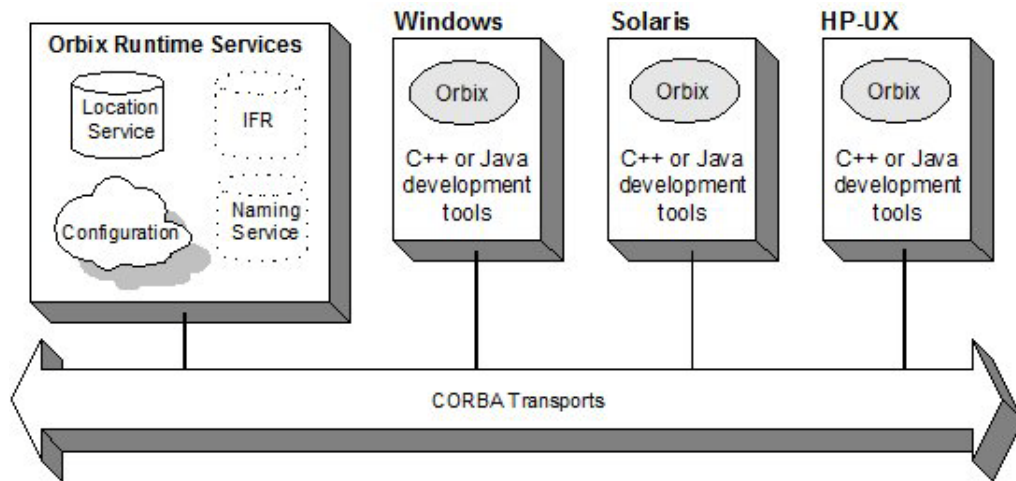 Orbix Runtime Services
Location
Service
IFR
Configuration
Naming
Service
Windows
Orbix
C++ or Java
development
tools
Solaris
Orbix
C++ or Java
development
tools
HP-UX
Orbix
C++ or Java
development
tools
CORBA Transports